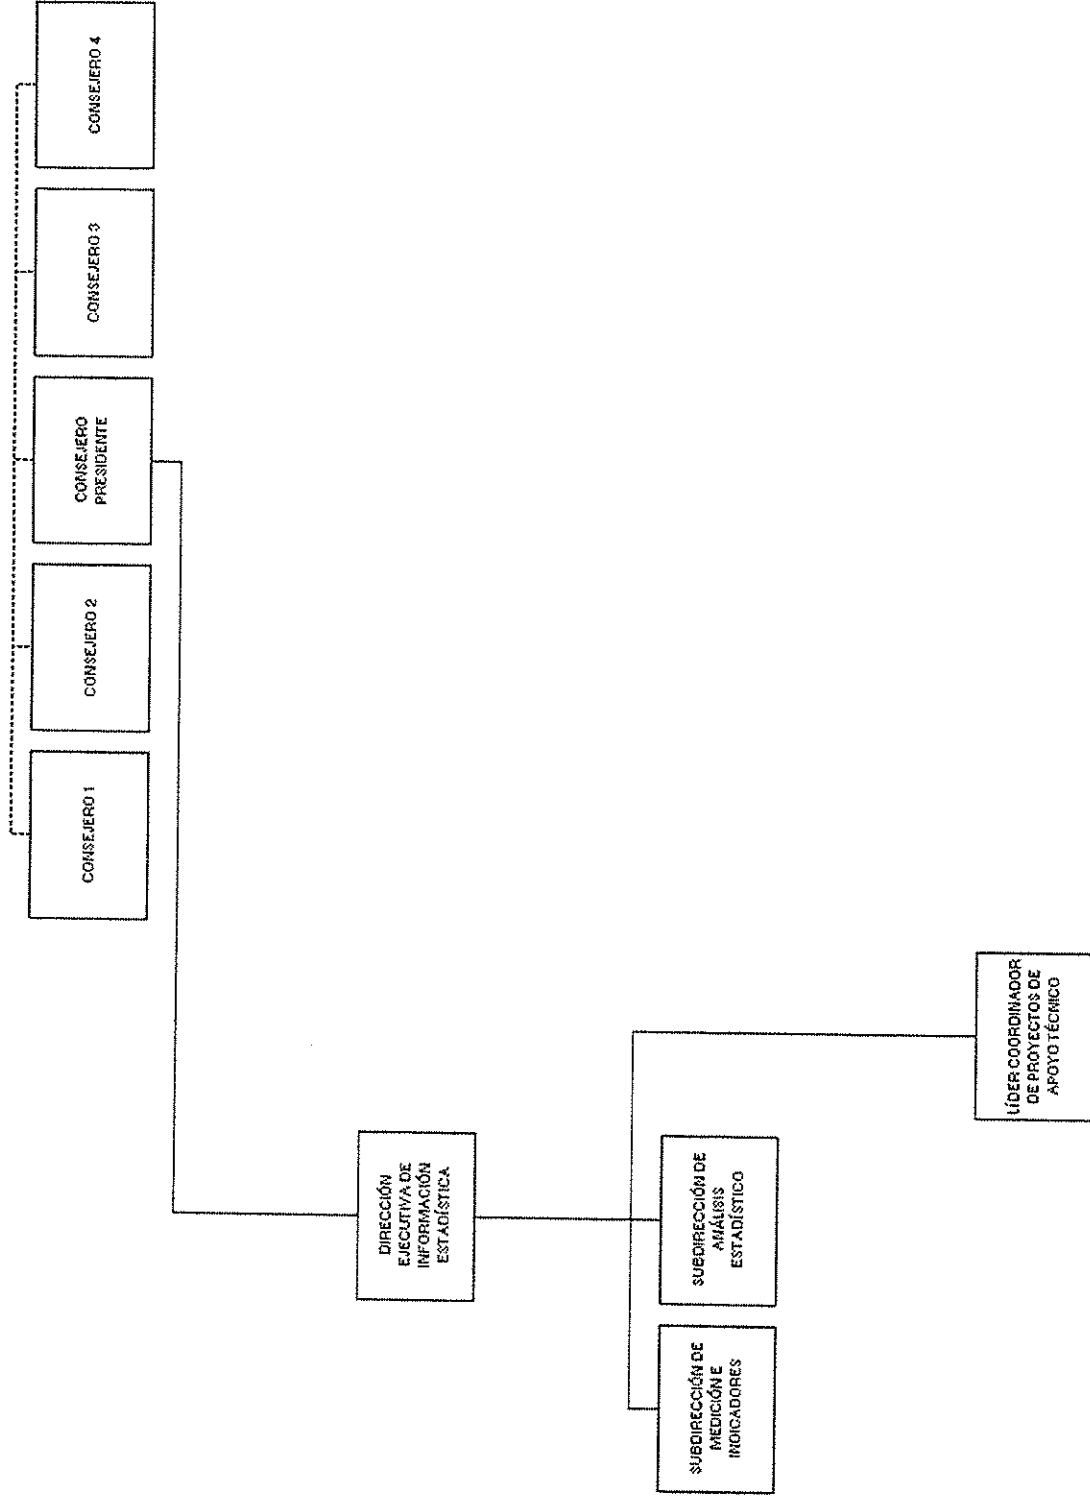 CONSEJERO 1
CONSEJERO 2
CONSEJERO
PRESIDENTE
CONSEJERO 3
CONSEJERO 4
DIRECCIÓN
EJECUTIVA DE
INFORMACIÓN
ESTADÍSTICA
SUBDIRECCIÓN DE
MEDICIÓN E
INDICADORES
SUBDIRECCIÓN DE
ANÁLISIS
ESTADÍSTICO
LÍDER COORDINADOR
DE PROYECTOS DE
APOYO TÉCNICO